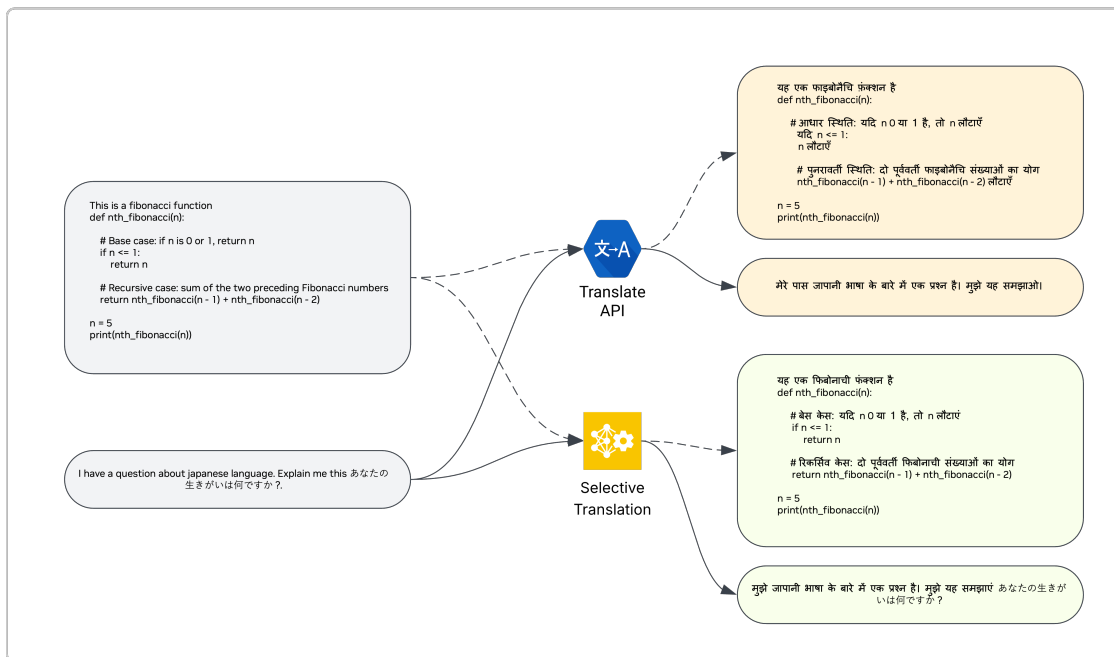 This is a fibonacci function
def nth_fibonacci(n):
# Base case: if n is 0 or 1, return n
if n <= 1:
return n
# Recursive case: sum of the two preceding Fibonacci numbers
return nth_fibonacci(n - 1) + nth_fibonacci(n - 2)
n = 5
print(nth_fibonacci(n))
I have a question about japanese language. Explain me this あなたの
生きがいは何ですか?.
文→A
Translate
API
Selective
Translation
यह एक फाइबोनैचि फ़ंक्शन है
def nth_fibonacci(n):
# आधार स्थिति: यदि n 0 या 1 है, तो n लौटाएँ
यदि n <= 1:
n लौटाएँ
# पुनरावर्ती स्थिति: दो पूर्ववर्ती फाइबोनैचि संख्याओं का योग
nth_fibonacci(n - 1) + nth_fibonacci(n - 2) लौटाएँ
n = 5
print(nth_fibonacci(n))
मेरे पास जापानी भाषा के बारे में एक प्रश्न है। मुझे यह समझाओ।
यह एक फिबोनाची फंक्शन है
def nth_fibonacci(n):
# बेस केस: यदि n 0 या 1 है, तो n लौटाएं
if n <= 1:
return n
# रिकर्सिव केस: दो पूर्ववर्ती फिबोनाची संख्याओं का योग
return nth_fibonacci(n - 1) + nth_fibonacci(n - 2)
n = 5
print(nth_fibonacci(n))
मुझे जापानी भाषा के बारे में एक प्रश्न है। मुझे यह समझाएं あなたの生きが
いは何ですか?